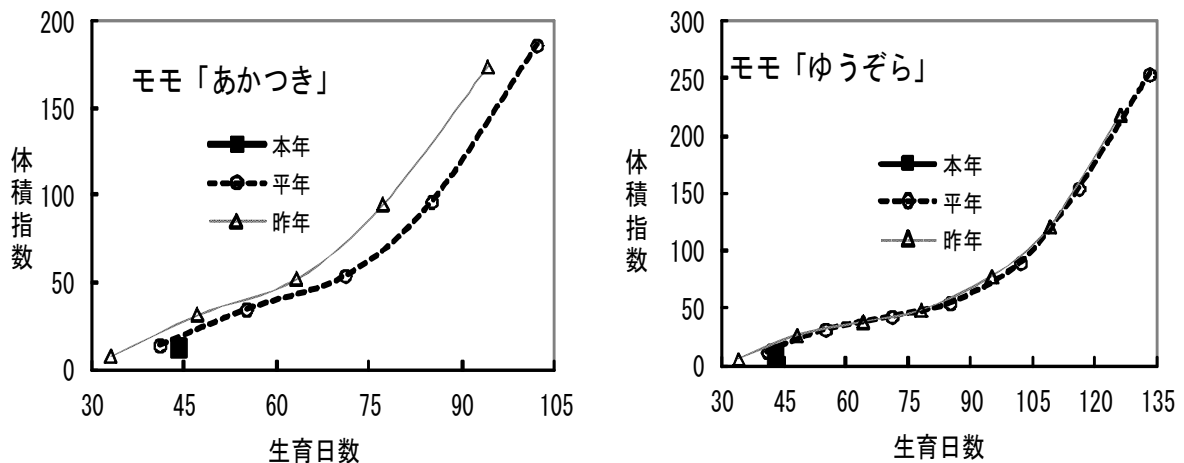 モモ「あかつき」
本年
平年
昨年
体積指数
200
150
100
50
0
30 45 60 75 90 105
生育日数
モモ「ゆうぞら」
本年
平年
昨年
体積指数
300
250
200
150
100
50
0
30 45 60 75 90 105 120 135
生育日数